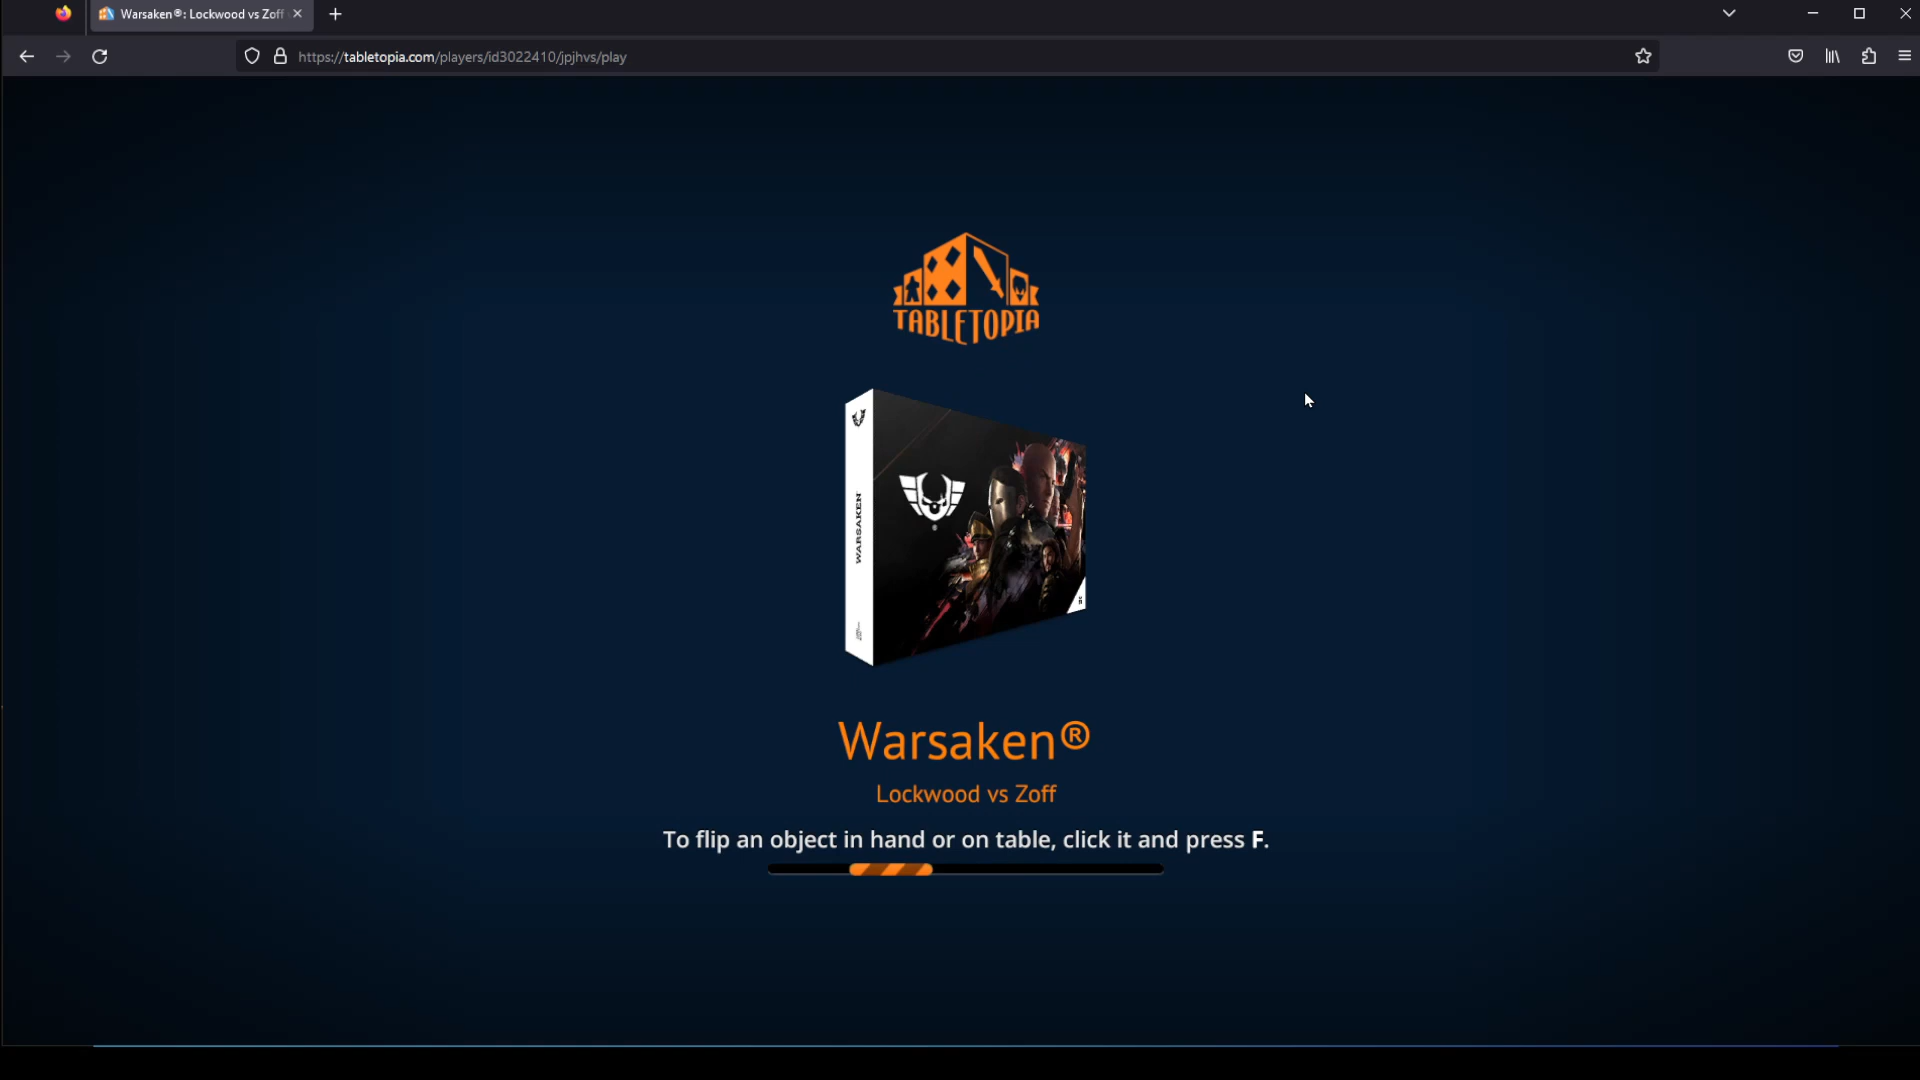 Warsaken®: Lockwood vs Zoff
https://tabletopia.com/players/id3022410/jpjhvs/play
TABLETOPIA
WARSAKEN
Warsaken®
Lockwood vs Zoff
To flip an object in hand or on table, click it and press F.